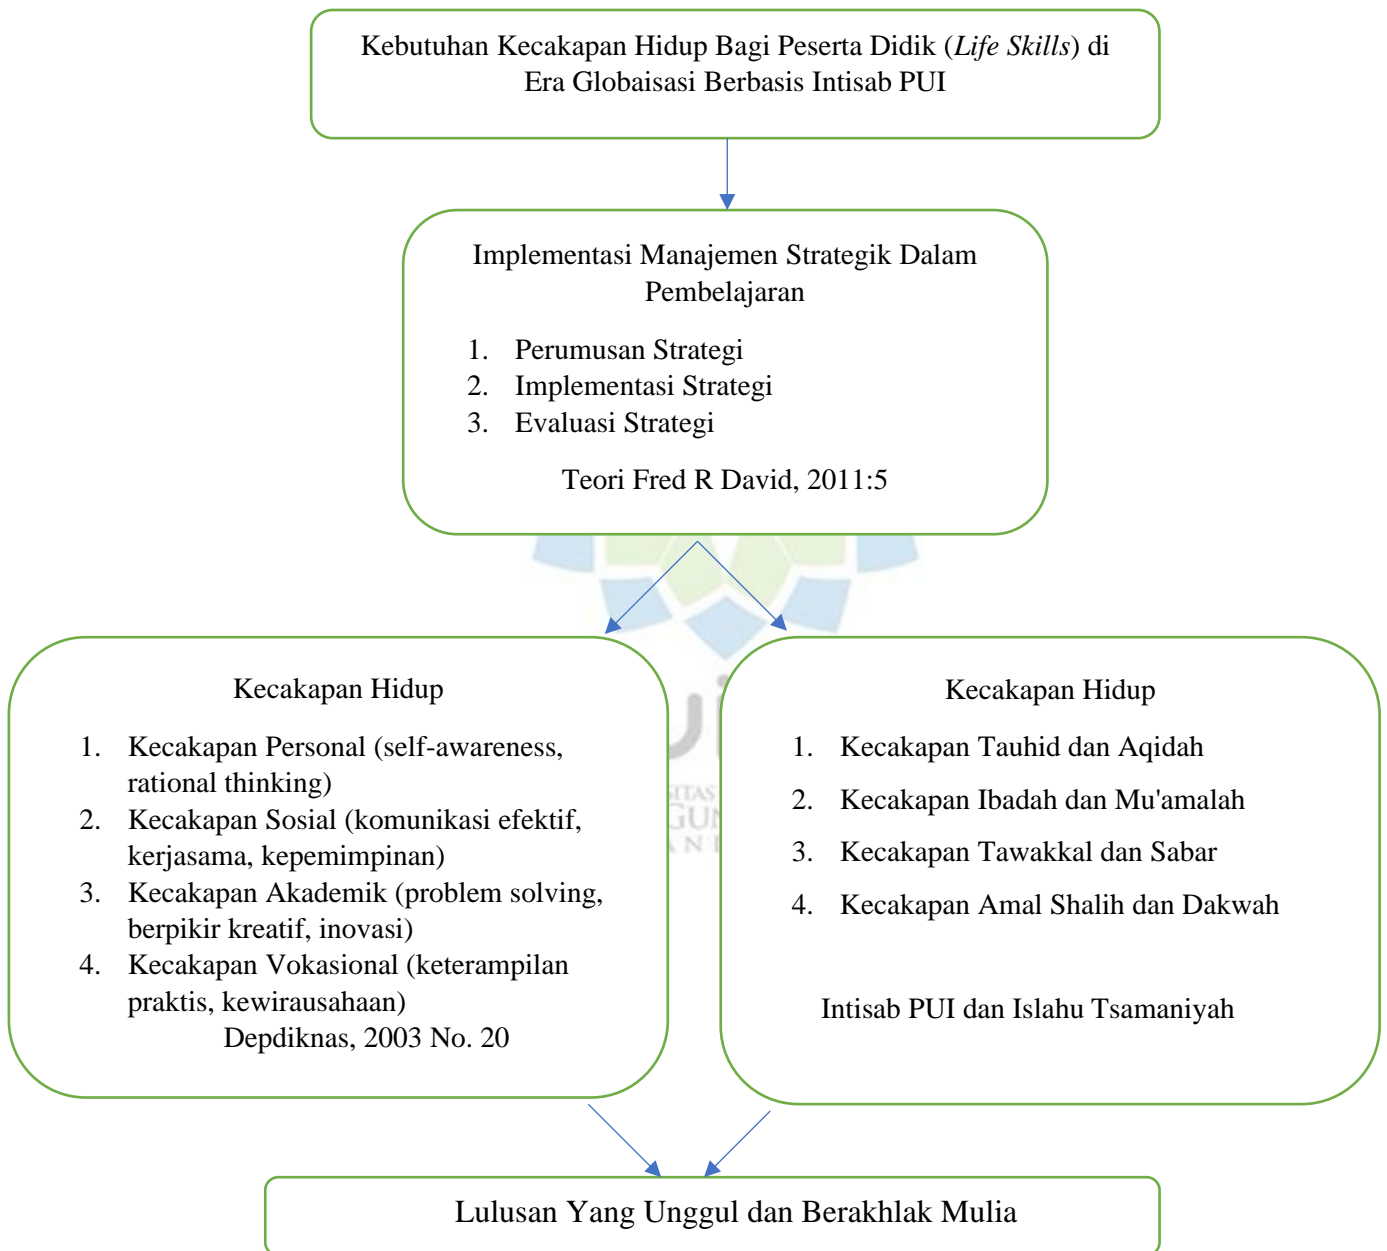 Kebutuhan Kecakapan Hidup Bagi Peserta Didik (Life Skills) di
Era Globaisasi Berbasis Intisab PUI
Implementasi Manajemen Strategik Dalam
Pembelajaran
1. Perumusan Strategi
2. Implementasi Strategi
3. Evaluasi Strategi
Teori Fred R David, 2011:5
Kecakapan Hidup
1. Kecakapan Personal (self-awareness,
rational thinking)
2. Kecakapan Sosial (komunikasi efektif,
kerjasama, kepemimpinan)
3. Kecakapan Akademik (problem solving,
berpikir kreatif, inovasi)
4. Kecakapan Vokasional (keterampilan
praktis, kewirausahaan)
Depdiknas, 2003 No. 20
Kecakapan Hidup
1. Kecakapan Tauhid dan Aqidah
2. Kecakapan Ibadah dan Mu'amalah
3. Kecakapan Tawakkal dan Sabar
4. Kecakapan Amal Shalih dan Dakwah
Intisab PUI dan Islahu Tsamaniyah
Lulusan Yang Unggul dan Berakhlak Mulia